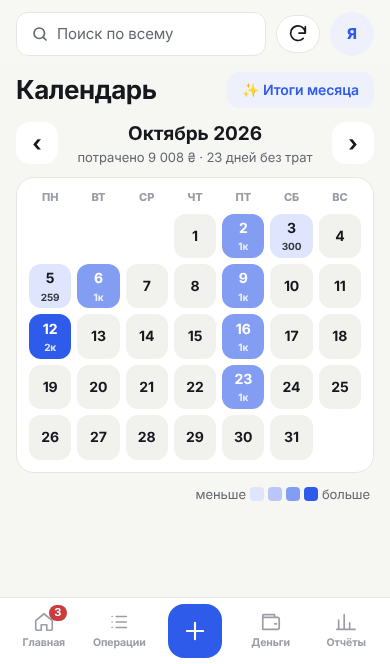 Поиск по всему
Я
Календарь
✨ Итоги месяца
‹
Октябрь 2026
›
потрачено 9 008 ₴ · 23 дней без трат
ПН ВТ СР ЧТ ПТ СБ ВС
1 2 3 4
1к 300
5 6 7 8 9 10 11
259 1к 1к
12 13 14 15 16 17 18
2к 1к
19 20 21 22 23 24 25
1к
26 27 28 29 30 31
меньше больше
3
Главная Операции + Деньги Отчёты